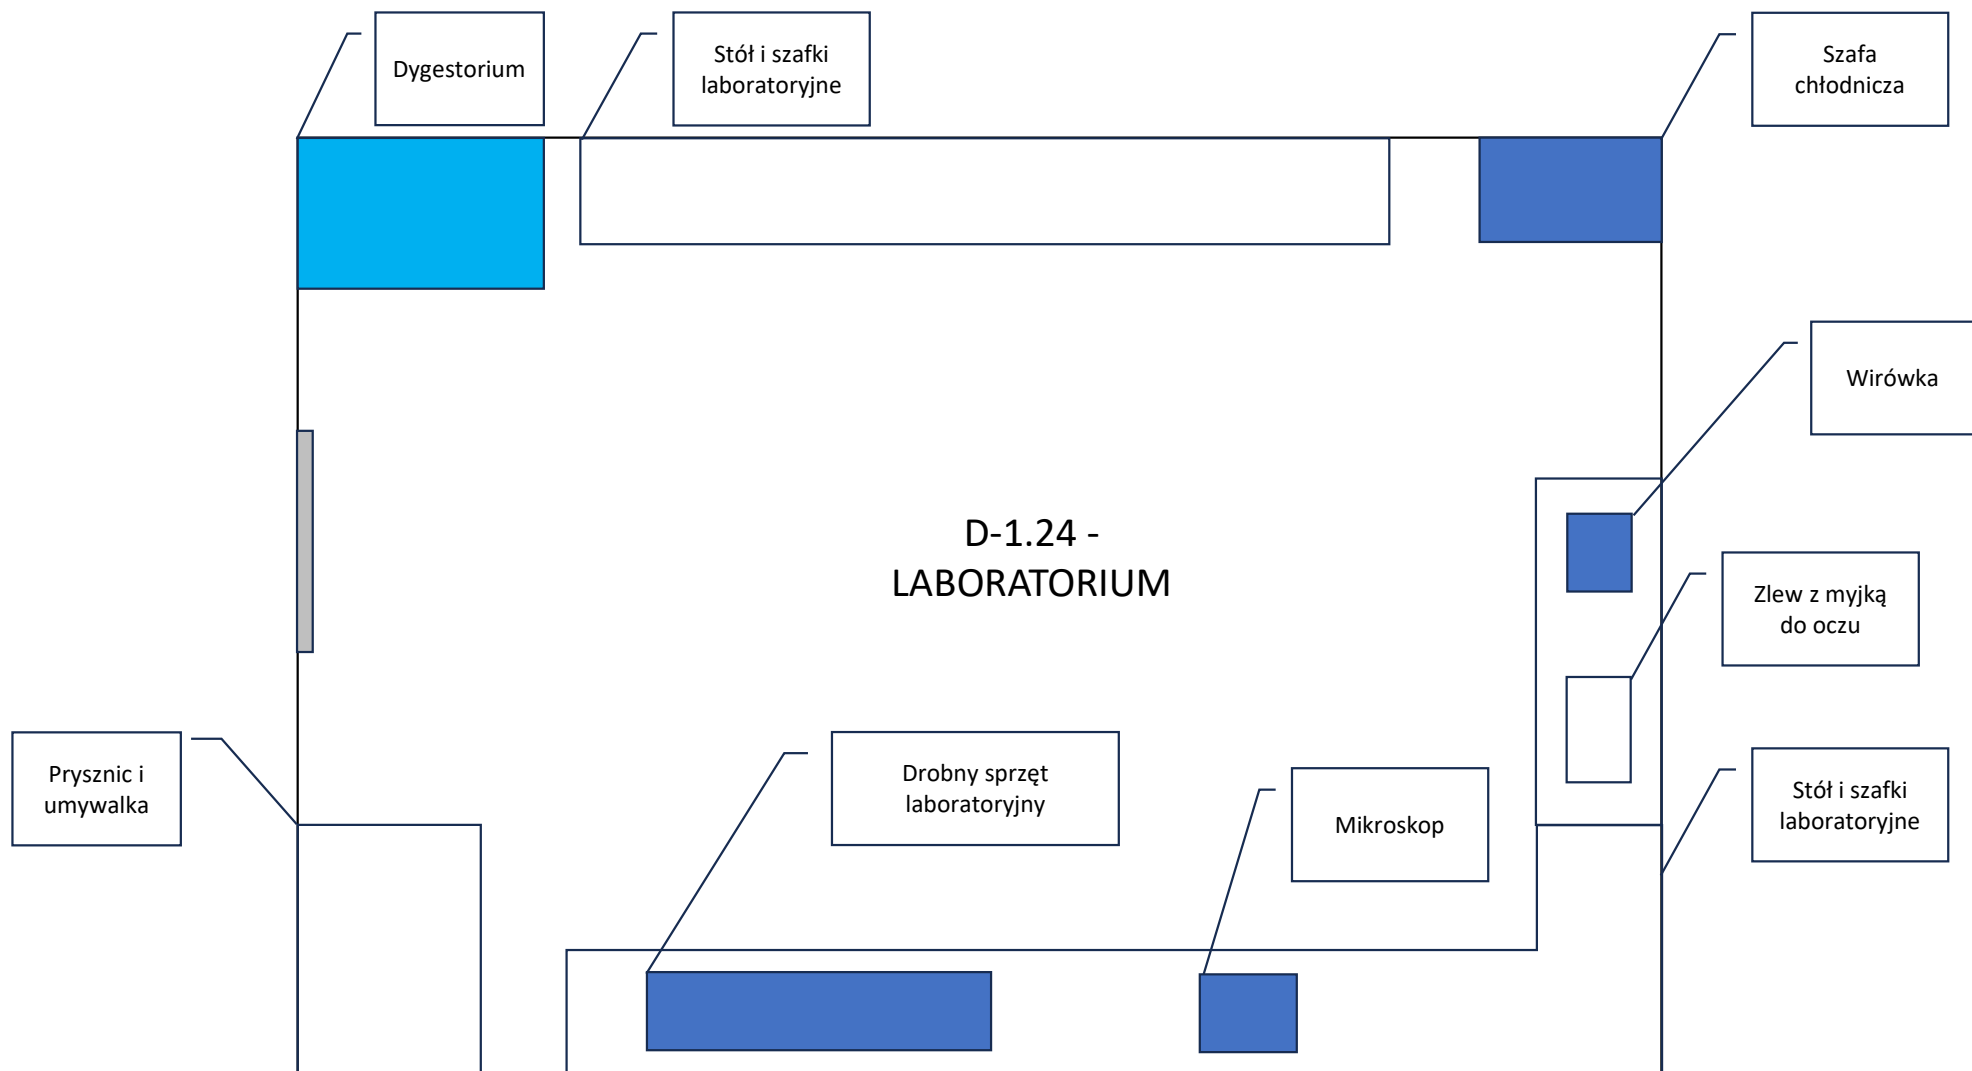 Dygestorium
Stół i szafki
laboratoryjne
Szafa
chłodnicza
Wirówka
D-1.24 -
LABORATORIUM
Zlew z myjką
do oczu
Prysznic i
umywalka
Drobny sprzęt
laboratoryjny
Mikroskop
Stół i szafki
laboratoryjne